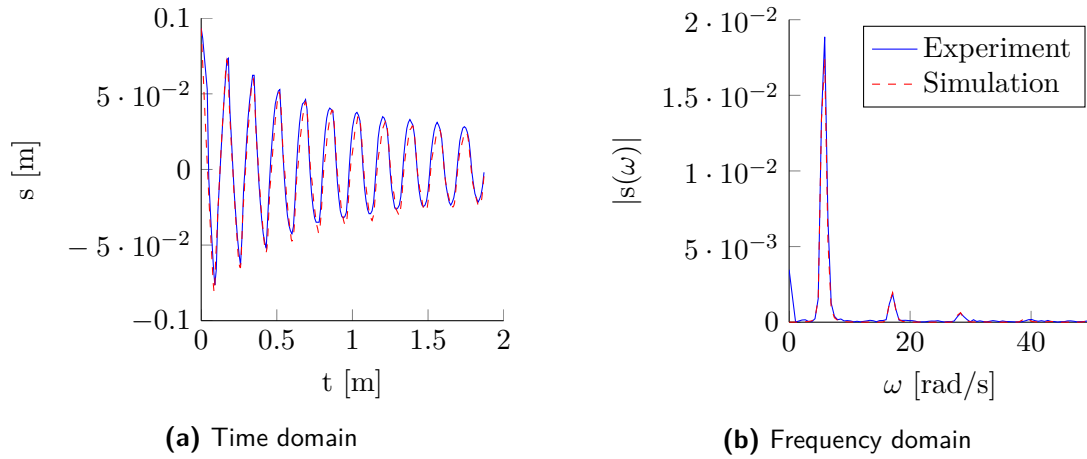 0.1
5 · 10⁻²
0
− 5 · 10⁻²
−0.1
s [m]
0 0.5 1 1.5 2
t [m]
(a) Time domain
2 · 10⁻²
1.5 · 10⁻²
1 · 10⁻²
5 · 10⁻³
0
|s(ω)|
Experiment
Simulation
0 20 40
ω [rad/s]
(b) Frequency domain